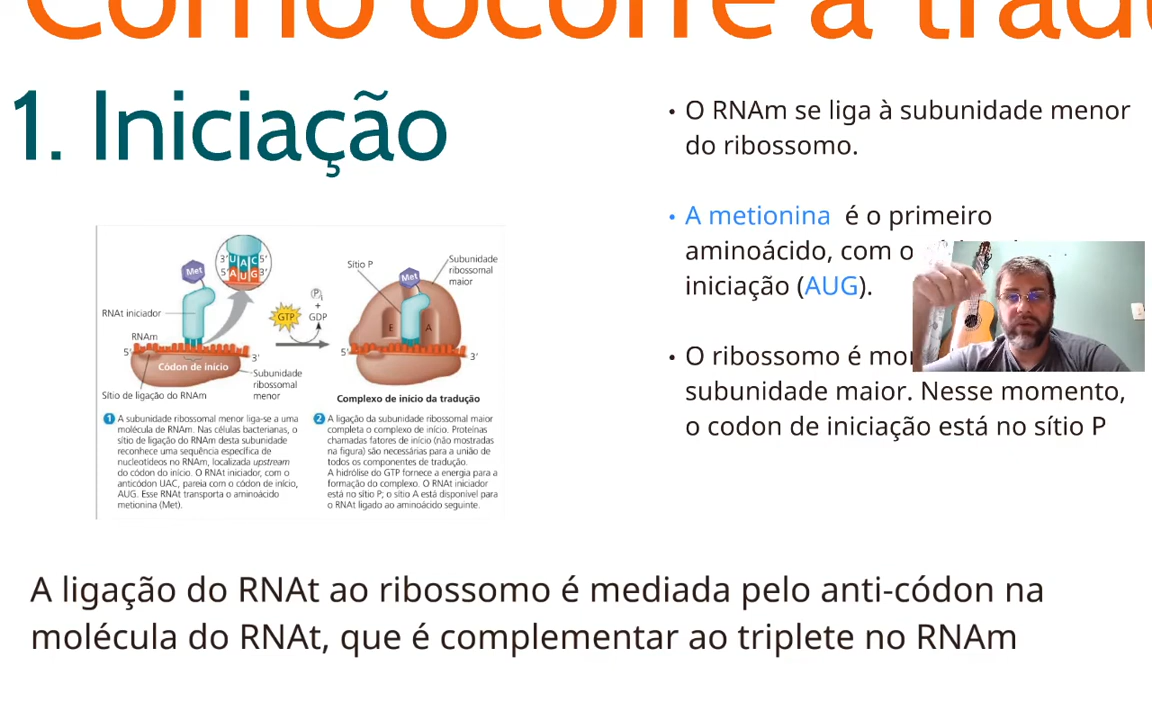 Como ocorre a tradu
1. Iniciação
• O RNAm se liga à subunidade menor
do ribossomo.
• A metionina é o primeiro
aminoácido, com o
iniciação (AUG).
• O ribossomo é
subunidade maior. Nesse momento,
o codon de iniciação está no sítio P
Met
3' U A C 5'
5' A U G 3'
RNAt iniciador
RNAm
5'
3'
Códon de início
Sítio de ligação do RNAm
Subunidade
ribossomal
menor
GTP
Pi
+
GDP
Sítio P
Met
Subunidade
ribossomal
maior
E
A
5'
3'
Complexo de início da tradução
1 A subunidade ribossomal menor liga-se a uma
molécula de RNAm. Nas células bacterianas, o
sítio de ligação do RNAm desta subunidade
reconhece uma sequência específica de
nucleotídeos no RNAm, localizada upstream
do códon do início. O RNAt iniciador, com o
anticódon UAC, pareia com o códon de início,
AUG. Esse RNAt transporta o aminoácido
metionina (Met).
2 A ligação da subunidade ribossomal maior
completa o complexo de início. Proteínas
chamadas fatores de início (não mostradas
na figura) são necessárias para a união de
todos os componentes de tradução.
A hidrólise do GTP fornece a energia para a
formação do complexo. O RNAt iniciador
está no sítio P; o sítio A está disponível para
o RNAt ligado ao aminoácido seguinte.
A ligação do RNAt ao ribossomo é mediada pelo anti-códon na
molécula do RNAt, que é complementar ao triplete no RNAm